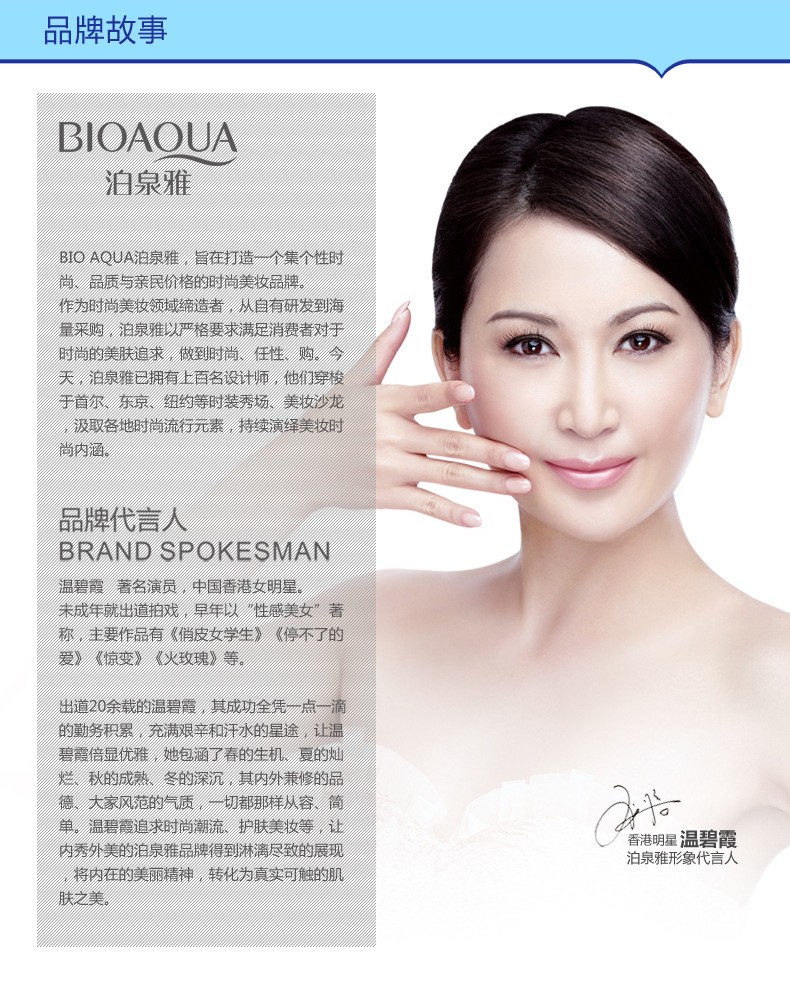 品牌故事
BIOAQUA
泊泉雅
BIO AQUA泊泉雅，旨在打造一个集个性时
尚、品质与亲民价格的时尚美妆品牌。
作为时尚美妆领域缔造者，从自有研发到海
量采购，泊泉雅以严格要求满足消费者对于
时尚的美肤追求，做到时尚、任性、购。今
天，泊泉雅已拥有上百名设计师，他们穿梭
于首尔、东京、纽约等时装秀场、美妆沙龙
，汲取各地时尚流行元素，持续演绎美妆时
尚内涵。
品牌代言人
BRAND SPOKESMAN
温碧霞 著名演员，中国香港女明星。
未成年就出道拍戏，早年以“性感美女”著
称，主要作品有《俏皮女学生》《停不了的
爱》《惊变》《火玫瑰》等。
出道20余载的温碧霞，其成功全凭一点一滴
的勤务积累，充满艰辛和汗水的星途，让温
碧霞倍显优雅，她包涵了春的生机、夏的灿
烂、秋的成熟、冬的深沉，其内外兼修的品
德、大家风范的气质，一切都那样从容、简
单。温碧霞追求时尚潮流、护肤美妆等，让
内秀外美的泊泉雅品牌得到淋漓尽致的展现
，将内在的美丽精神，转化为真实可触的肌
肤之美。
香港明星 温碧霞
泊泉雅形象代言人